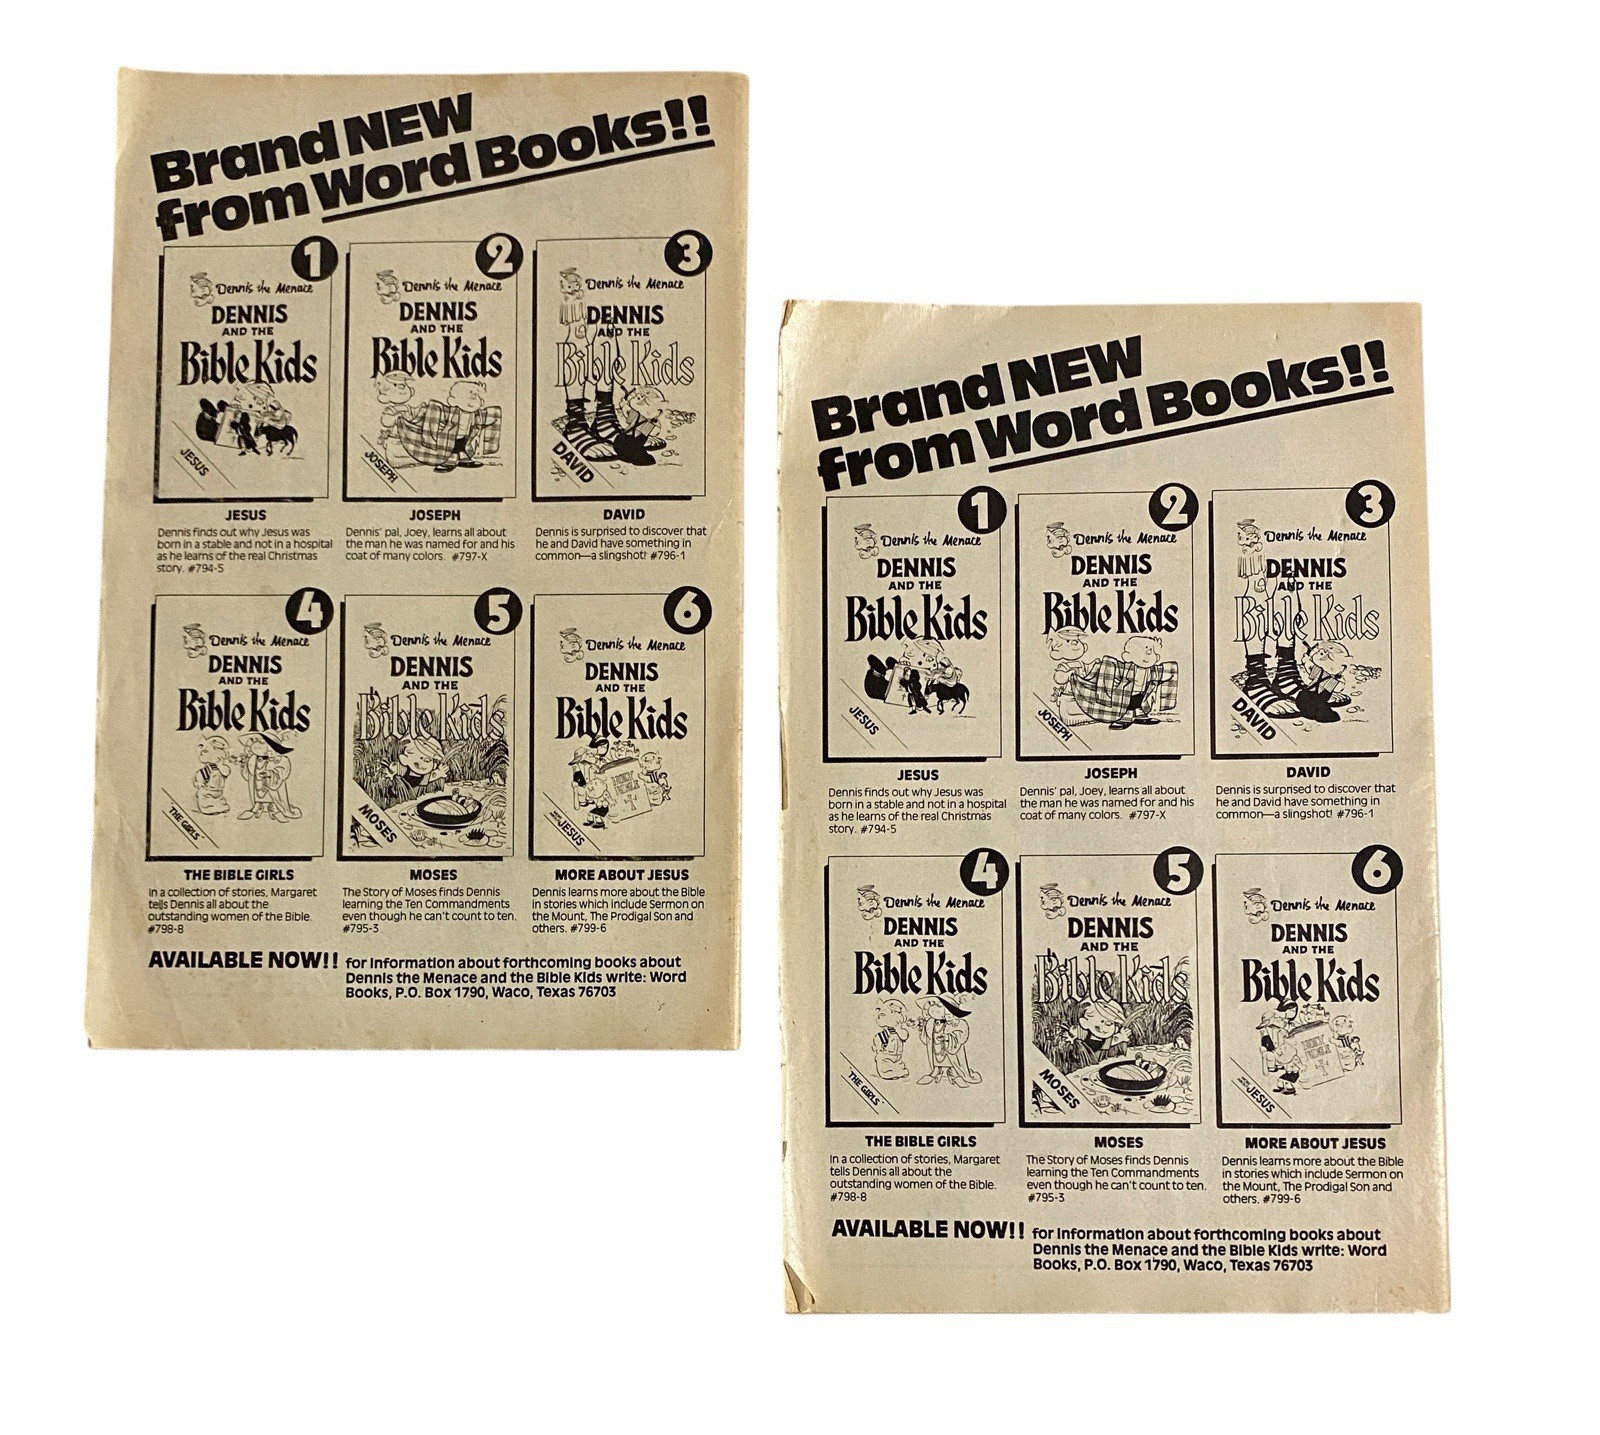 Brand NEW
from Word Books!!
1
2
3
Dennis the Menace
DENNIS
AND THE
Bible Kids
JESUS
Dennis the Menace
DENNIS
AND THE
Bible Kids
JOSEPH
Dennis the Menace
DENNIS
AND THE
Bible Kids
DAVID
JESUS
Dennis finds out why Jesus was
born in a stable and not in a hospital
as he learns of the real Christmas
story. #794-5
JOSEPH
Dennis' pal, Joey, learns all about
the man he was named for and his
coat of many colors. #797-X
DAVID
Dennis is surprised to discover that
he and David have something in
common—a slingshot! #796-1
4
5
6
Dennis the Menace
DENNIS
AND THE
Bible Kids
THE GIRLS
Dennis the Menace
DENNIS
AND THE
Bible Kids
MOSES
Dennis the Menace
DENNIS
AND THE
Bible Kids
HOLY
BIBLE
JESUS
THE BIBLE GIRLS
In a collection of stories, Margaret
tells Dennis all about the
outstanding women of the Bible.
#798-8
MOSES
The Story of Moses finds Dennis
learning the Ten Commandments
even though he can't count to ten.
#795-3
MORE ABOUT JESUS
Dennis learns more about the Bible
in stories which include Sermon on
the Mount, The Prodigal Son and
others. #799-6
AVAILABLE NOW!! for information about forthcoming books about
Dennis the Menace and the Bible Kids write: Word
Books, P.O. Box 1790, Waco, Texas 76703
Brand NEW
from Word Books!!
1
2
3
Dennis the Menace
DENNIS
AND THE
Bible Kids
JESUS
Dennis the Menace
DENNIS
AND THE
Bible Kids
JOSEPH
Dennis the Menace
DENNIS
AND THE
Bible Kids
DAVID
JESUS
Dennis finds out why Jesus was
born in a stable and not in a hospital
as he learns of the real Christmas
story. #794-5
JOSEPH
Dennis' pal, Joey, learns all about
the man he was named for and his
coat of many colors. #797-X
DAVID
Dennis is surprised to discover that
he and David have something in
common—a slingshot! #796-1
4
5
6
Dennis the Menace
DENNIS
AND THE
Bible Kids
THE GIRLS
Dennis the Menace
DENNIS
AND THE
Bible Kids
MOSES
Dennis the Menace
DENNIS
AND THE
Bible Kids
HOLY
BIBLE
JESUS
THE BIBLE GIRLS
In a collection of stories, Margaret
tells Dennis all about the
outstanding women of the Bible.
#798-8
MOSES
The Story of Moses finds Dennis
learning the Ten Commandments
even though he can't count to ten.
#795-3
MORE ABOUT JESUS
Dennis learns more about the Bible
in stories which include Sermon on
the Mount, The Prodigal Son and
others. #799-6
AVAILABLE NOW!! for information about forthcoming books about
Dennis the Menace and the Bible Kids write: Word
Books, P.O. Box 1790, Waco, Texas 76703